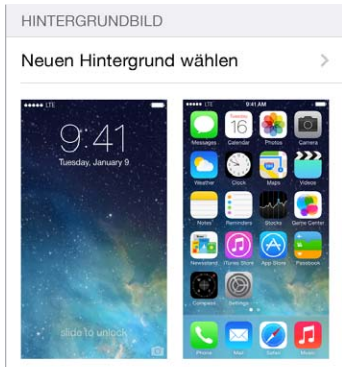 HINTERGRUNDBILD
Neuen Hintergrund wählen
LTE
9:41
Tuesday, January 9
slide to unlock
LTE 9:41 AM
Tuesday
16
Messages Calendar Photos Camera
Weather Clock Maps Videos
Notes Reminders Stocks Game Center
Newsstand iTunes Store App Store Passbook
Compass Settings
Phone Mail Safari Music